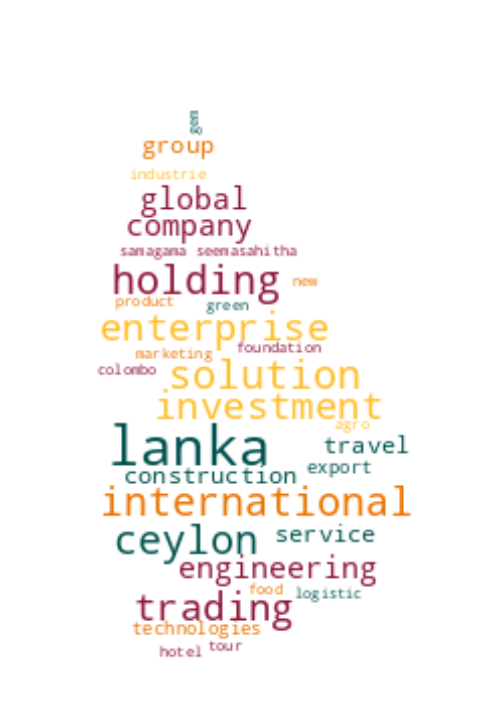 gem
group
industrie
global
company
samagama seemasahitha
holding new
product green
enterprise
marketing foundation
colombo solution
investment
agro
lanka travel
construction export
international
ceylon service
engineering
food logistic
trading
technologies
hotel tour